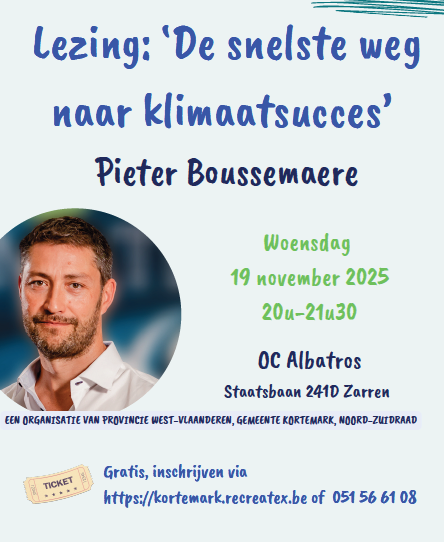 Lezing: ‘De snelste weg
naar klimaatsucces’
Pieter Boussemaere
Woensdag
19 november 2025
20u-21u30
OC Albatros
Staatsbaan 241D Zarren
EEN ORGANISATIE VAN PROVINCIE WEST-VLAANDEREN, GEMEENTE KORTEMARK, NOORD-ZUIDRAAD
TICKET
Gratis, inschrijven via
https://kortemark.recreatex.be of 051 56 61 08